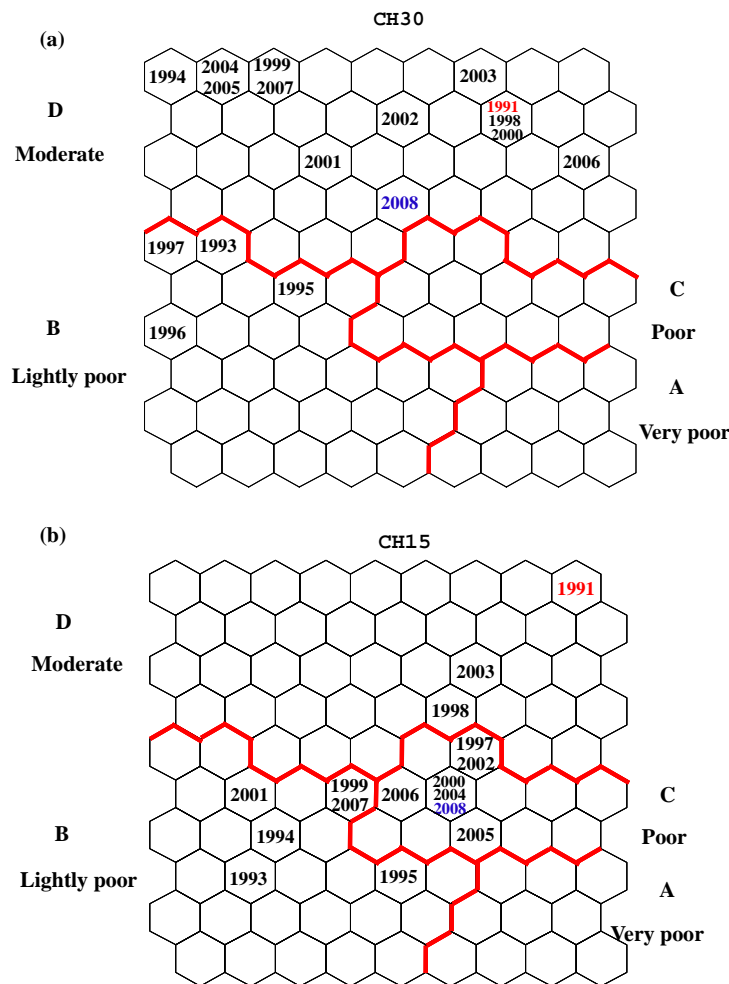 CH30
(a)
1994
2004
2005
1999
2007
2003
D
2002
1991
1998
2000
Moderate
2001
2006
2008
1997
1993
1995
C
B
1996
Poor
Lightly poor
A
Very poor
(b)
CH15
1991
D
Moderate
2003
1998
1997
2002
2001
1999
2007
2006
2000
2004
2008
C
B
1994
2005
Poor
Lightly poor
1993
1995
A
Very poor